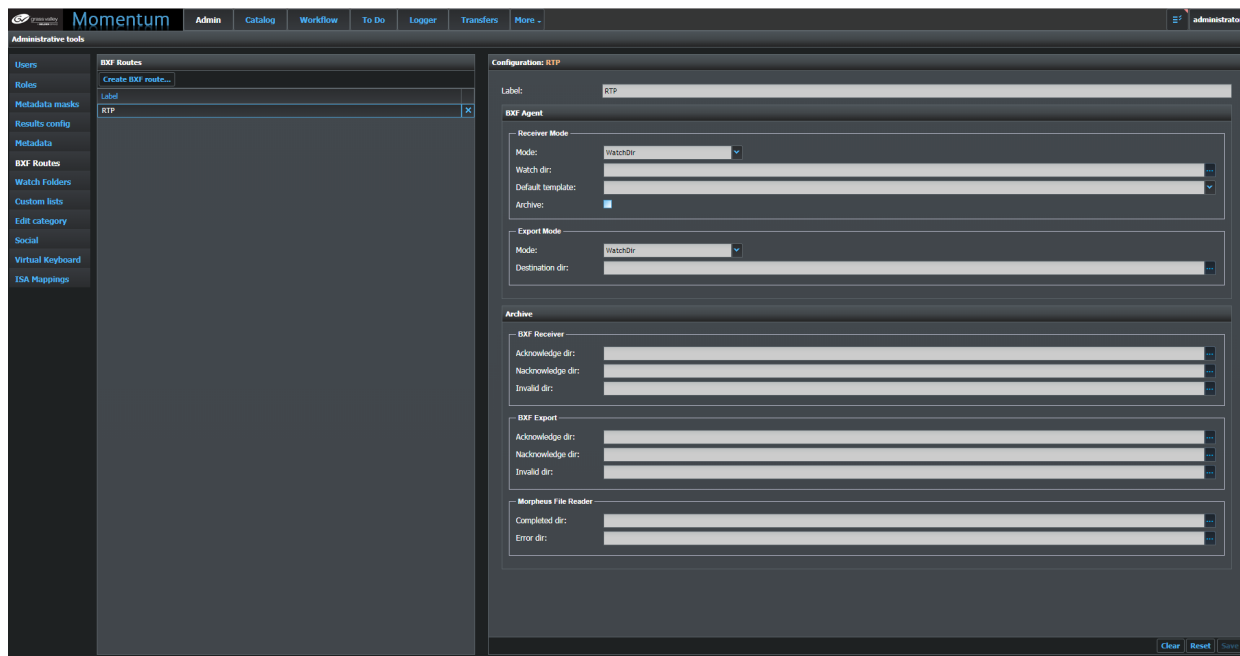 grass valley
Momentum
Admin Catalog Workflow To Do Logger Transfers More
administrato
Administrative tools
Users
Roles
Metadata masks
Results config
Metadata
BXF Routes
Watch Folders
Custom lists
Edit category
Social
Virtual Keyboard
ISA Mappings
BXF Routes
Create BXF route...
Label
RTP
Configuration: RTP
Label: RTP
BXF Agent
Receiver Mode
Mode: WatchDir
Watch dir: ...
Default template:
Archive:
Export Mode
Mode: WatchDir
Destination dir: ...
Archive
BXF Receiver
Acknowledge dir: ...
Nacknowledge dir: ...
Invalid dir: ...
BXF Export
Acknowledge dir: ...
Nacknowledge dir: ...
Invalid dir: ...
Morpheus File Reader
Completed dir: ...
Error dir: ...
Clear Reset Save